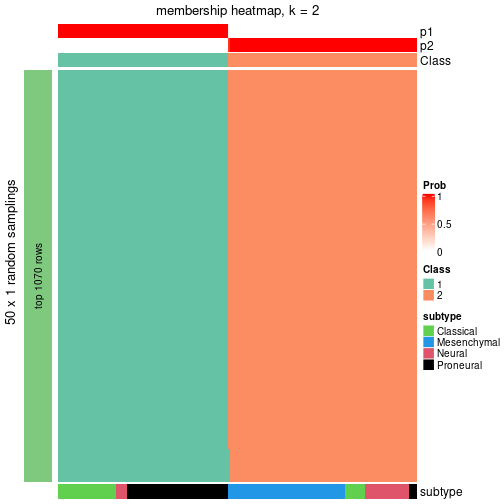 membership heatmap, k = 2
p1
p2
Class
50 x 1 random samplings
top 1070 rows
Prob
1
0.5
0
Class
1
2
subtype
Classical
Mesenchymal
Neural
Proneural
subtype